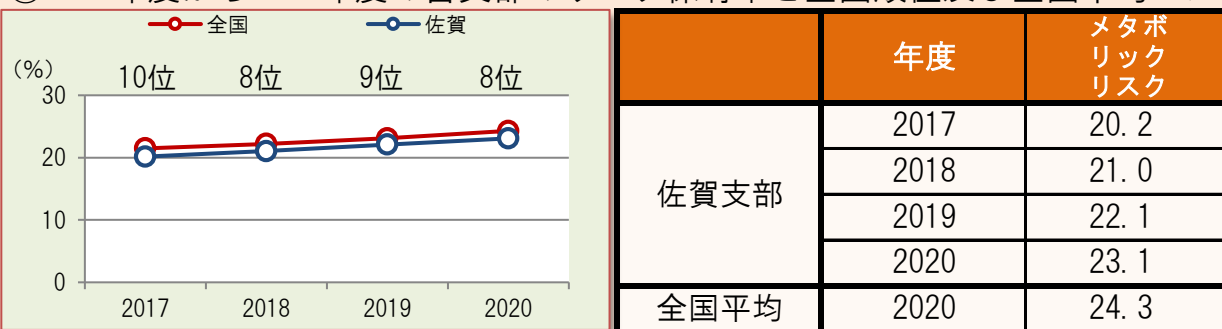 全国
佐賀
（％）
10位
8位
9位
8位
30
20
10
0
2017
2018
2019
2020
年度
メタボ
リック
リスク
佐賀支部
2017
20.2
2018
21.0
2019
22.1
2020
23.1
全国平均
2020
24.3